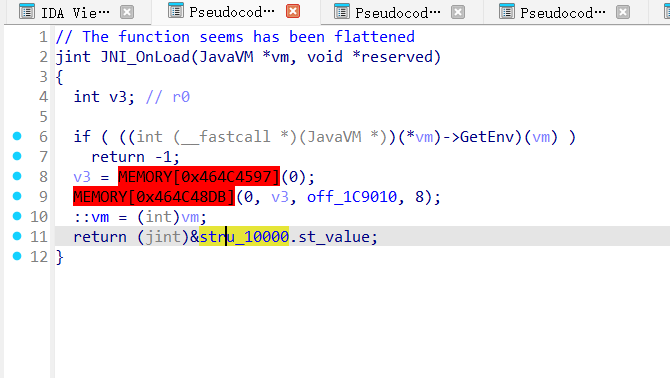 IDA Vie… Pseudocod… Pseudocod… Pseudocod…
1 // The function seems has been flattened
2 jint JNI_OnLoad(JavaVM *vm, void *reserved)
3 {
4 int v3; // r0
5
6 if ( ((int (__fastcall *)(JavaVM *))(*vm)->GetEnv)(vm) )
7 return -1;
8 v3 = MEMORY[0x464C4597](0);
9 MEMORY[0x464C48DB](0, v3, off_1C9010, 8);
10 ::vm = (int)vm;
11 return (jint)&stru_10000.st_value;
12 }